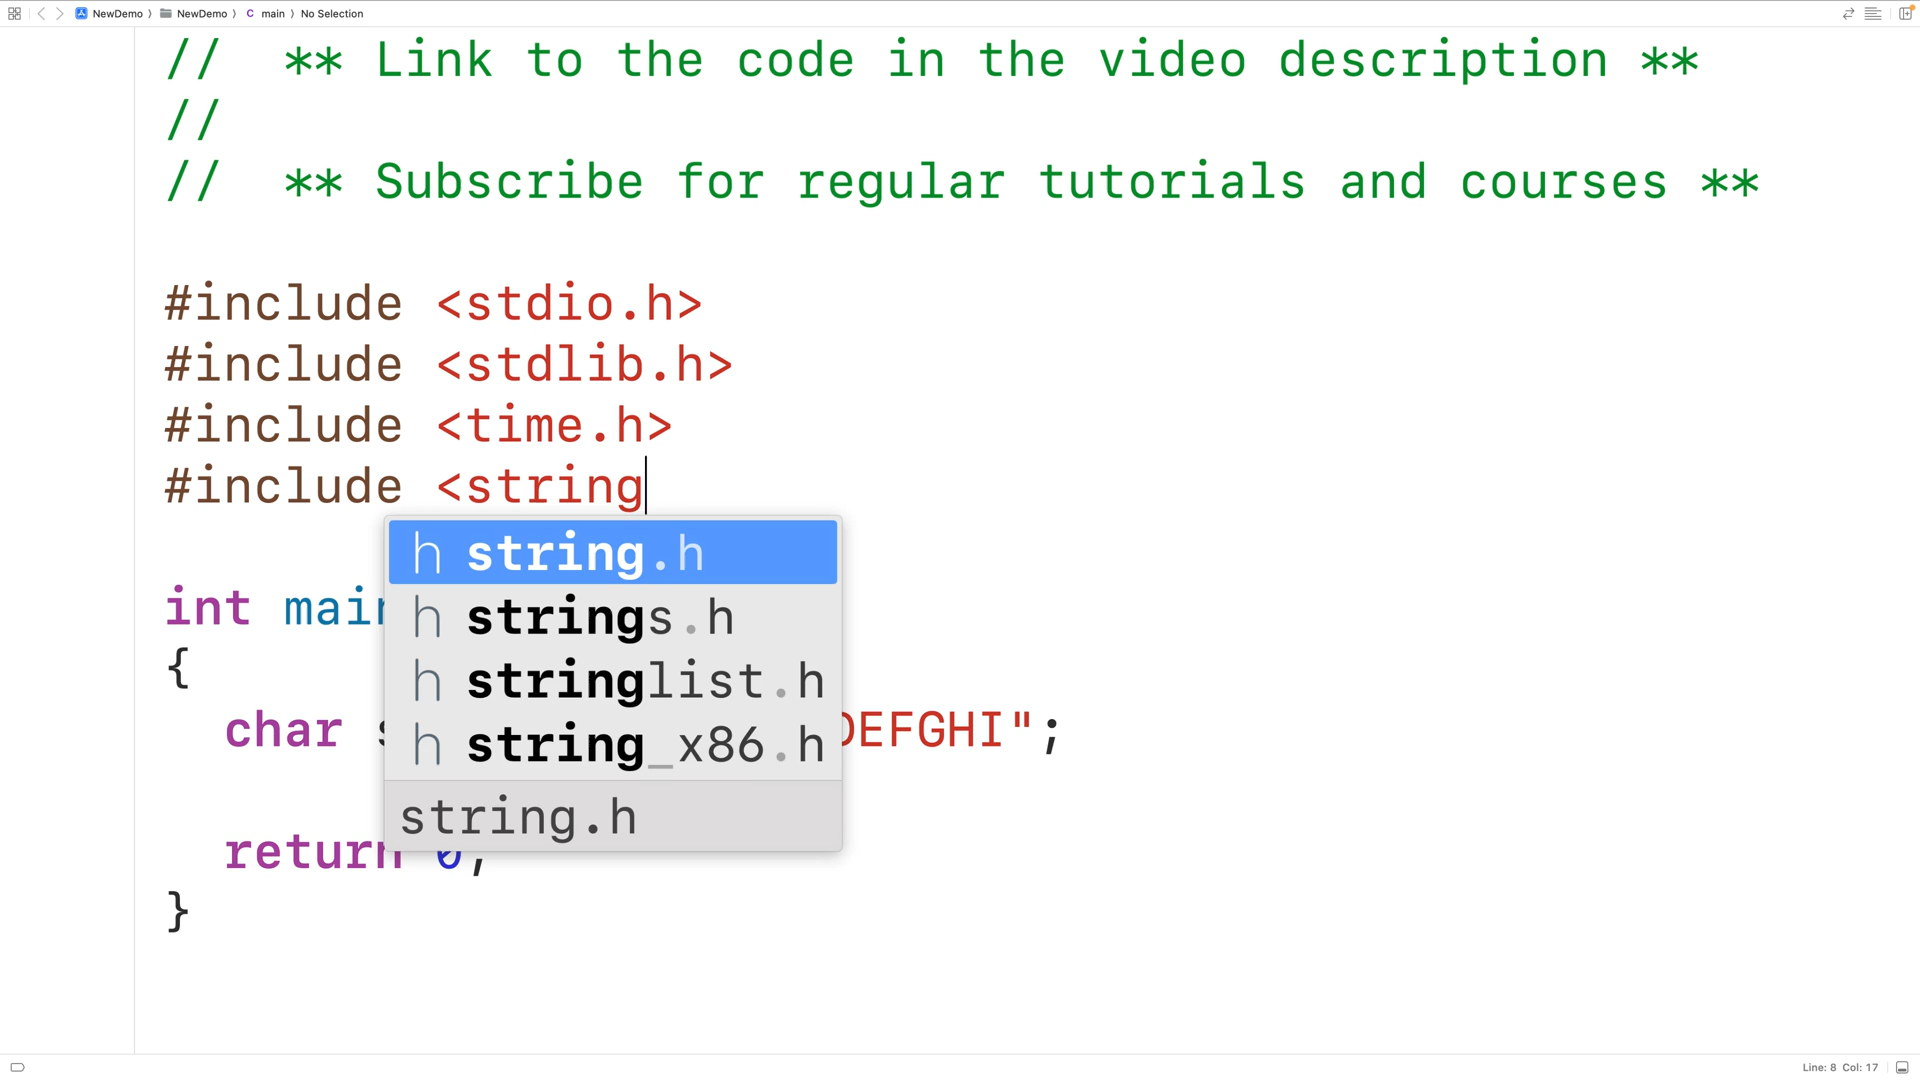 NewDemo 〉 NewDemo 〉 C main 〉 No Selection
// ** Link to the code in the video description **
//
// ** Subscribe for regular tutorials and courses **
#include <stdio.h>
#include <stdlib.h>
#include <time.h>
#include <string
h string.h
h strings.h
h stringlist.h
h string_x86.h
string.h
int main
{
char s DEFGHI";
return 0;
}
Line: 8 Col: 17